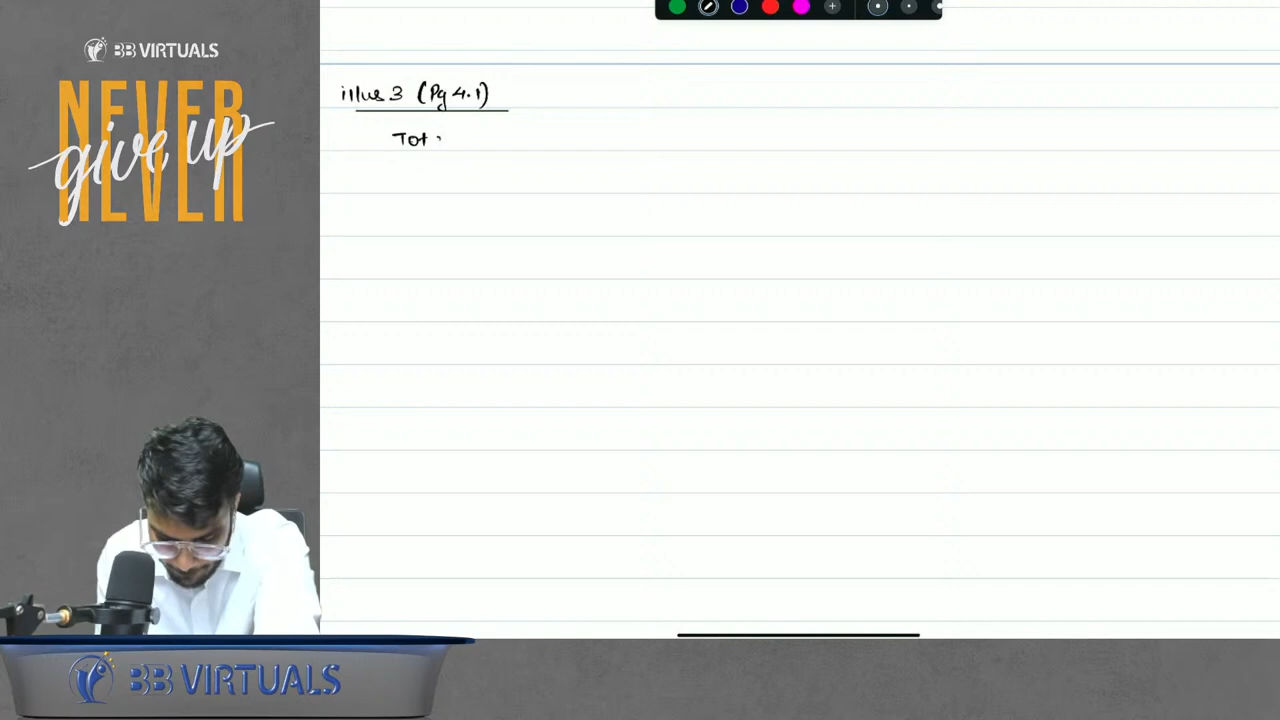 BB VIRTUALS
NEVER
give up
NEVER
illus 3 (Pg 4.1)
Tot
BB VIRTUALS